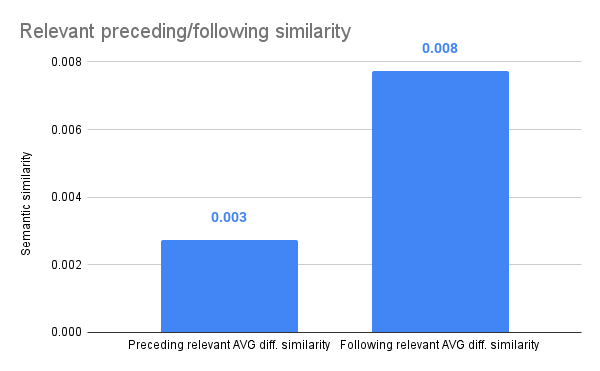 Relevant preceding/following similarity
0.008
0.008
0.006
0.004
0.003
0.002
0.000
Semantic similarity
Preceding relevant AVG diff. similarity
Following relevant AVG diff. similarity